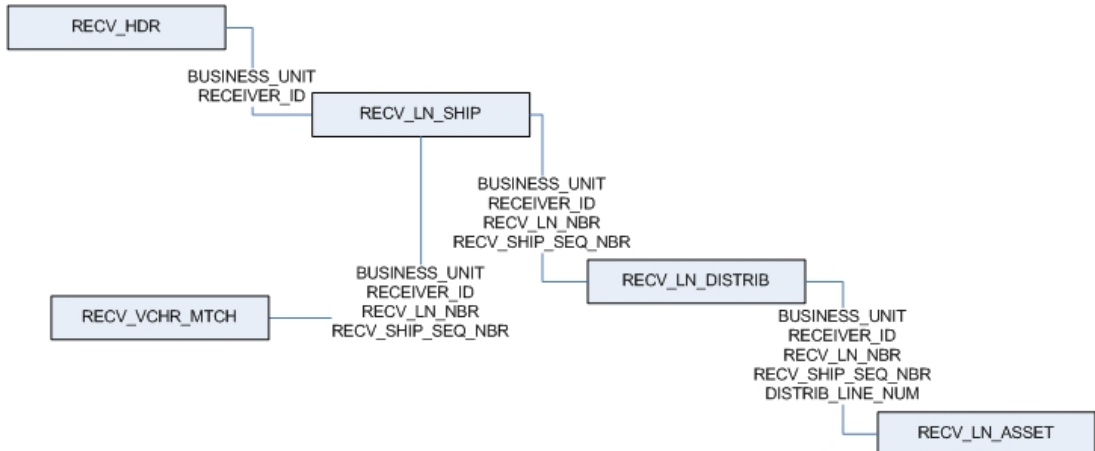 RECV_HDR
BUSINESS_UNIT
RECEIVER_ID
RECV_LN_SHIP
BUSINESS_UNIT
RECEIVER_ID
RECV_LN_NBR
RECV_SHIP_SEQ_NBR
BUSINESS_UNIT
RECEIVER_ID
RECV_LN_NBR
RECV_SHIP_SEQ_NBR
RECV_VCHR_MTCH
RECV_LN_DISTRIB
BUSINESS_UNIT
RECEIVER_ID
RECV_LN_NBR
RECV_SHIP_SEQ_NBR
DISTRIB_LINE_NUM
RECV_LN_ASSET